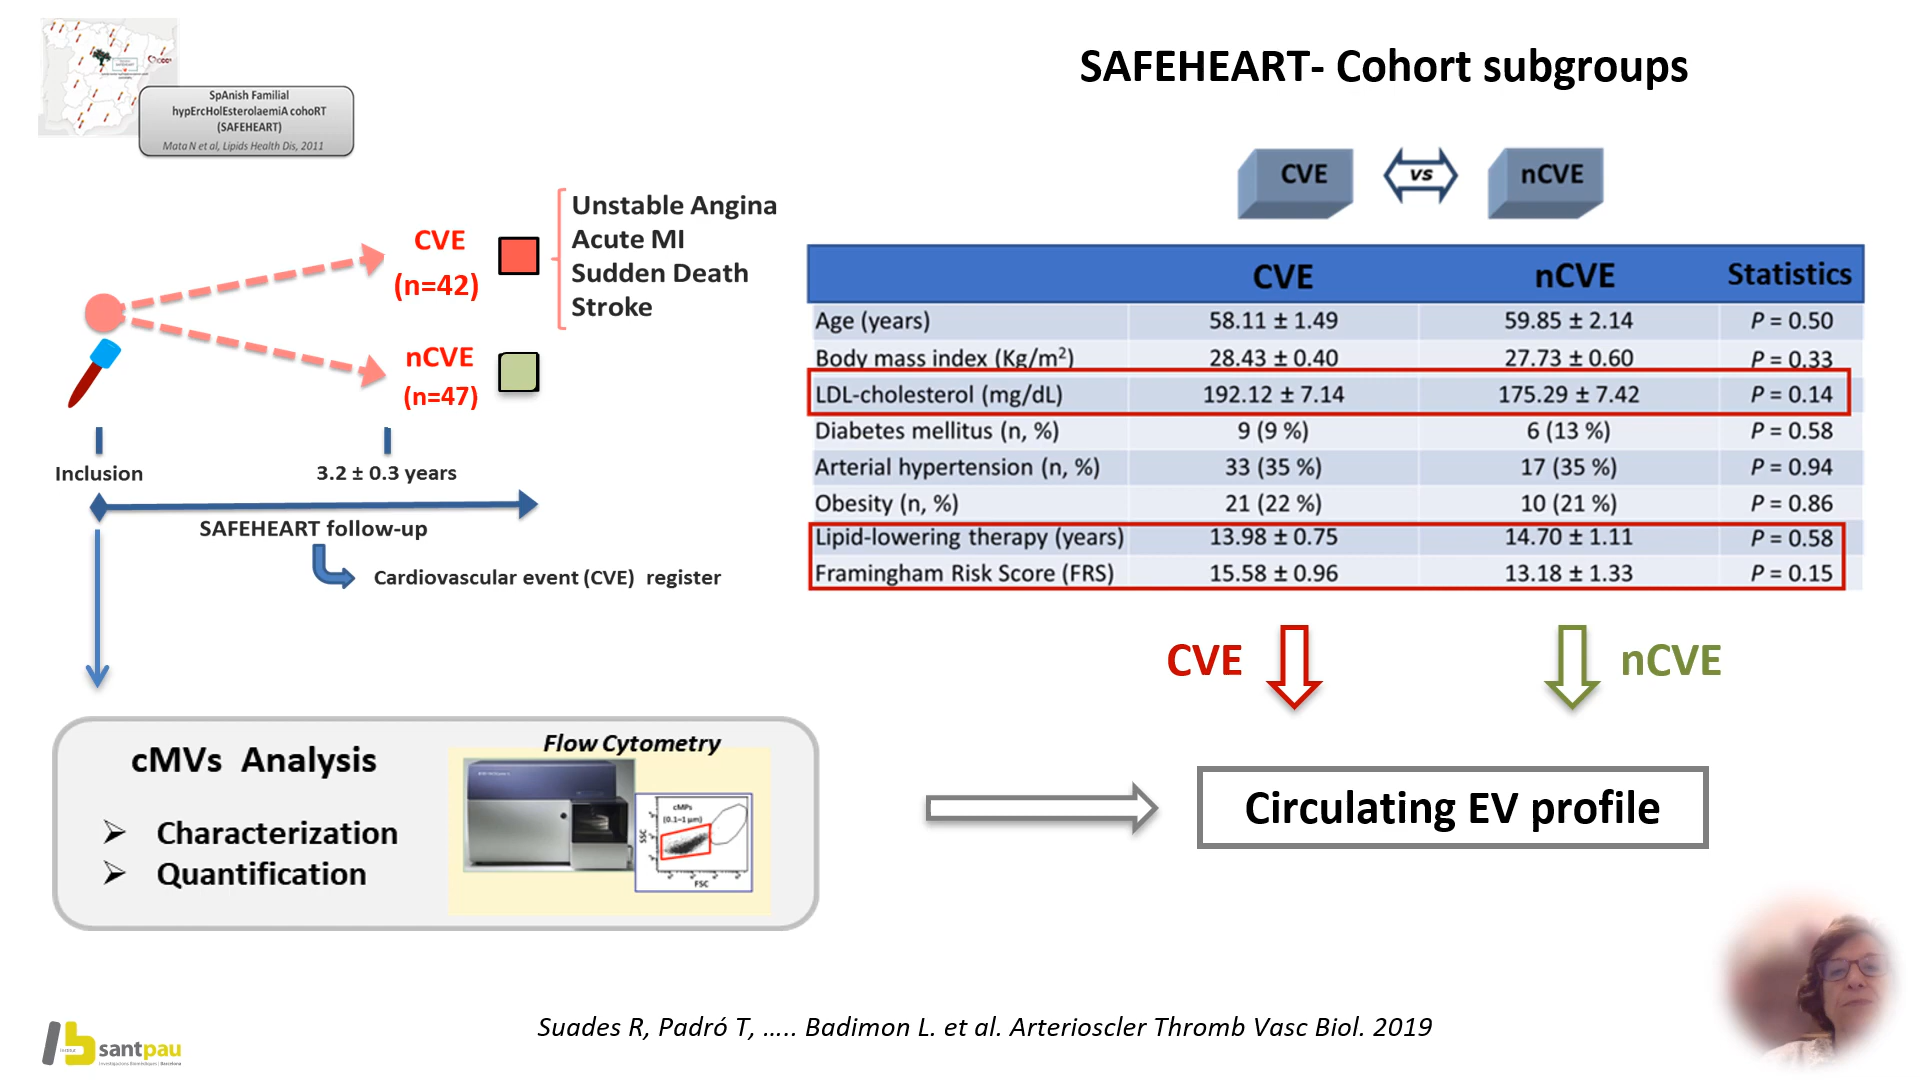 SpAnish Familial
hypErcHolEsterolaemiA cohoRT
(SAFEHEART)
Mata N et al, Lipids Health Dis, 2011
SAFEHEART- Cohort subgroups
CVE vs nCVE
CVE
(n=42)
Unstable Angina
Acute MI
Sudden Death
Stroke
nCVE
(n=47)
Inclusion
3.2 ± 0.3 years
SAFEHEART follow-up
Cardiovascular event (CVE) register
CVE nCVE Statistics
Age (years) 58.11 ± 1.49 59.85 ± 2.14 P = 0.50
Body mass index (Kg/m²) 28.43 ± 0.40 27.73 ± 0.60 P = 0.33
LDL-cholesterol (mg/dL) 192.12 ± 7.14 175.29 ± 7.42 P = 0.14
Diabetes mellitus (n, %) 9 (9 %) 6 (13 %) P = 0.58
Arterial hypertension (n, %) 33 (35 %) 17 (35 %) P = 0.94
Obesity (n, %) 21 (22 %) 10 (21 %) P = 0.86
Lipid-lowering therapy (years) 13.98 ± 0.75 14.70 ± 1.11 P = 0.58
Framingham Risk Score (FRS) 15.58 ± 0.96 13.18 ± 1.33 P = 0.15
CVE nCVE
cMVs Analysis
➢ Characterization
➢ Quantification
Flow Cytometry
cMPs
(0.1–1 µm)
SSC
FSC
Circulating EV profile
Suades R, Padró T, ..... Badimon L. et al. Arterioscler Thromb Vasc Biol. 2019
santpau